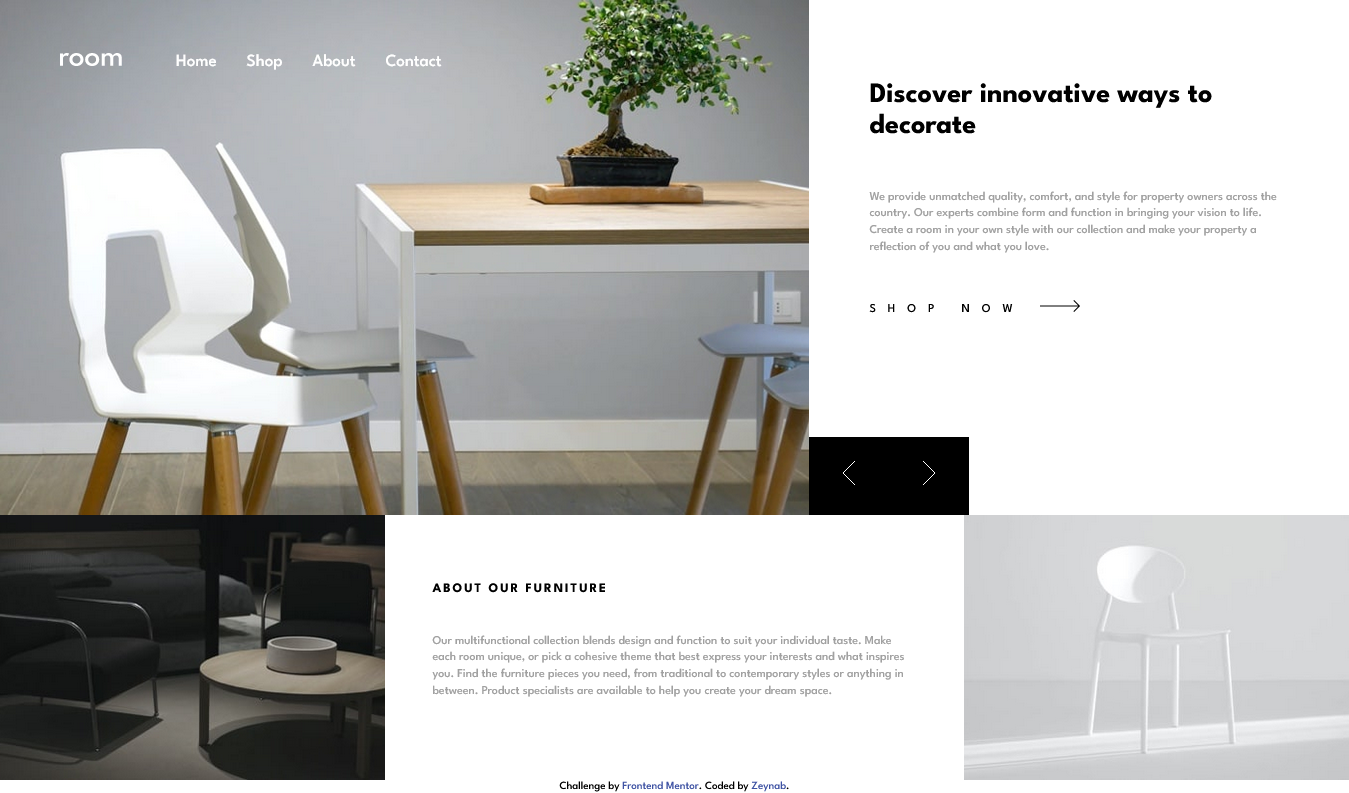 room
Home Shop About Contact
Discover innovative ways to
decorate
We provide unmatched quality, comfort, and style for property owners across the
country. Our experts combine form and function in bringing your vision to life.
Create a room in your own style with our collection and make your property a
reflection of you and what you love.
SHOP NOW
ABOUT OUR FURNITURE
Our multifunctional collection blends design and function to suit your individual taste. Make
each room unique, or pick a cohesive theme that best express your interests and what inspires
you. Find the furniture pieces you need, from traditional to contemporary styles or anything in
between. Product specialists are available to help you create your dream space.
Challenge by Frontend Mentor. Coded by Zeynab.